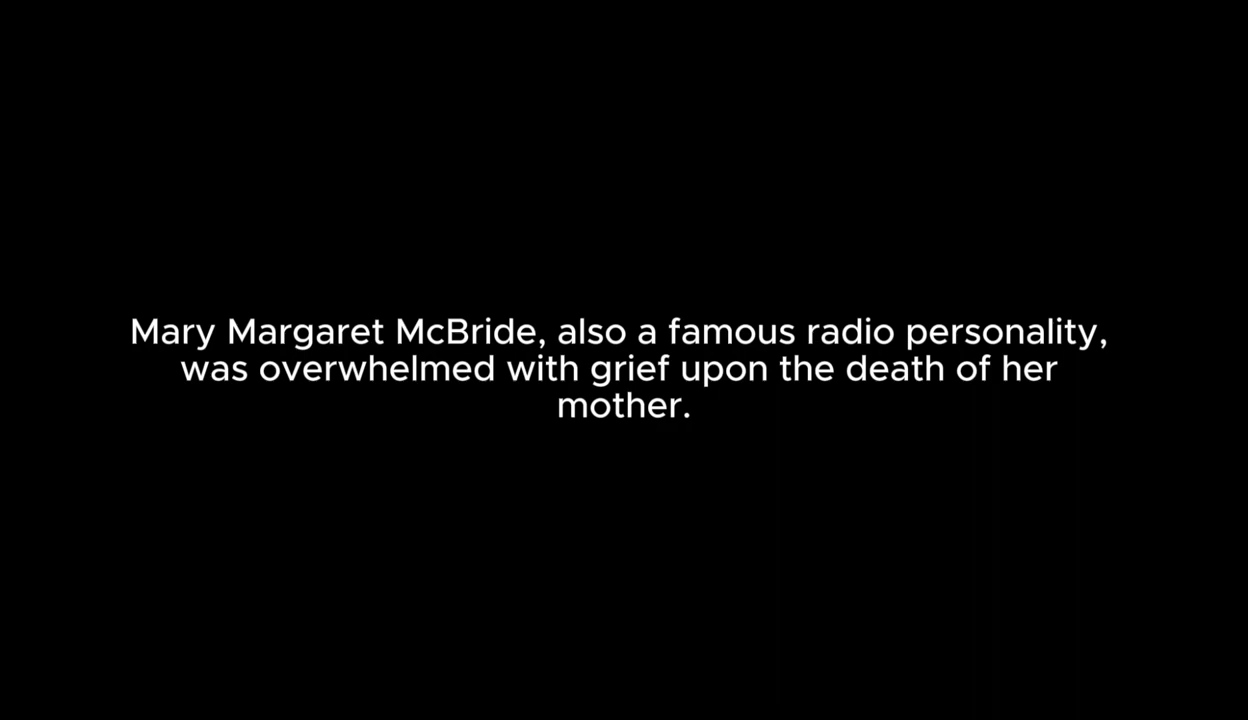 Mary Margaret McBride, also a famous radio personality,
was overwhelmed with grief upon the death of her
mother.